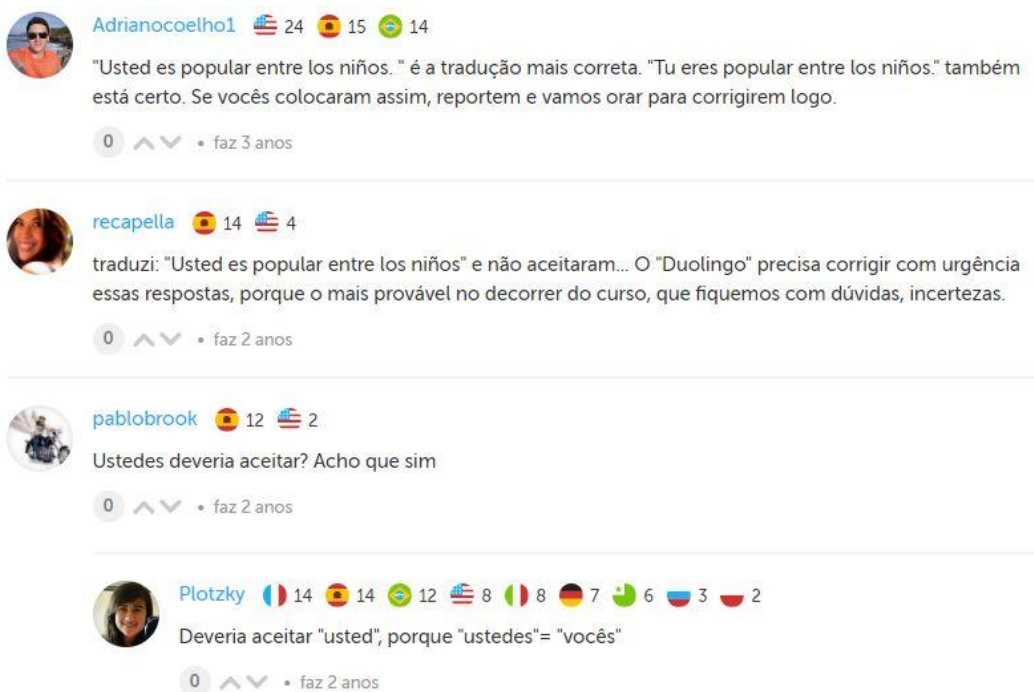 Adrianocoelho1 24 15 14
"Usted es popular entre los niños. " é a tradução mais correta. "Tu eres popular entre los niños." também
está certo. Se vocês colocaram assim, reportem e vamos orar para corrigirem logo.
0 • faz 3 anos
recapella 14 4
traduzi: "Usted es popular entre los niños" e não aceitaram... O "Duolingo" precisa corrigir com urgência
essas respostas, porque o mais provável no decorrer do curso, que fiquemos com dúvidas, incertezas.
0 • faz 2 anos
pablobrook 12 2
Ustedes deveria aceitar? Acho que sim
0 • faz 2 anos
Plotzky 14 14 12 8 8 7 6 3 2
Deveria aceitar "usted", porque "ustedes"= "vocês"
0 • faz 2 anos